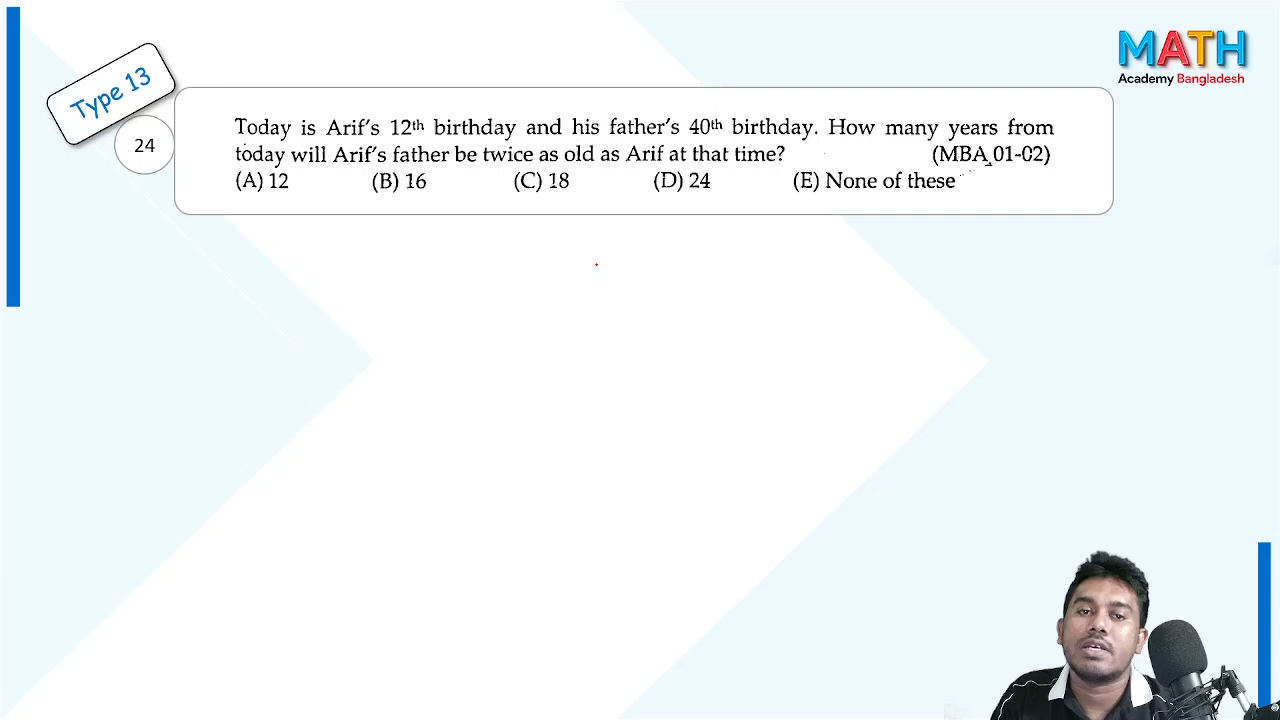 MATH
Academy Bangladesh
Type 13
24
Today is Arif's 12th birthday and his father's 40th birthday. How many years from
today will Arif's father be twice as old as Arif at that time? (MBA 01-02)
(A) 12 (B) 16 (C) 18 (D) 24 (E) None of these